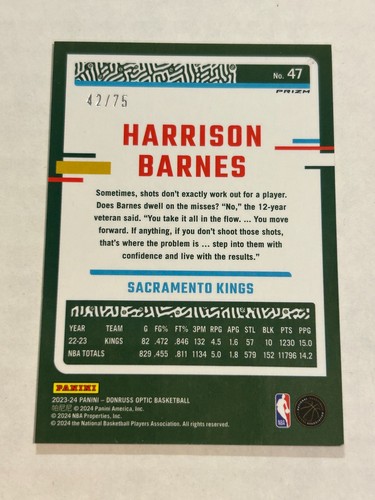 No. 47
PRIZM
42/75
HARRISON
BARNES
Sometimes, shots don't exactly work out for a player.
Does Barnes dwell on the misses? "No," the 12-year
veteran said. "You take it all in the flow. ... You move
forward. If anything, if you don't shoot those shots,
that's where the problem is ... step into them with
confidence and live with the results."
SACRAMENTO KINGS
YEAR TEAM G FG% FT% 3PM RPG APG STL BLK PTS PPG
22-23 KINGS 82 .472 .846 132 4.5 1.6 57 10 1230 15.0
NBA TOTALS 829 .455 .811 1134 5.0 1.8 579 152 11796 14.2
PANINI
2023-24 PANINI – DONRUSS OPTIC BASKETBALL
帕尼尼 © 2024 Panini America, Inc.
© 2024 NBA Properties, Inc.
© 2024 the National Basketball Players Association. All rights reserved.
NBA